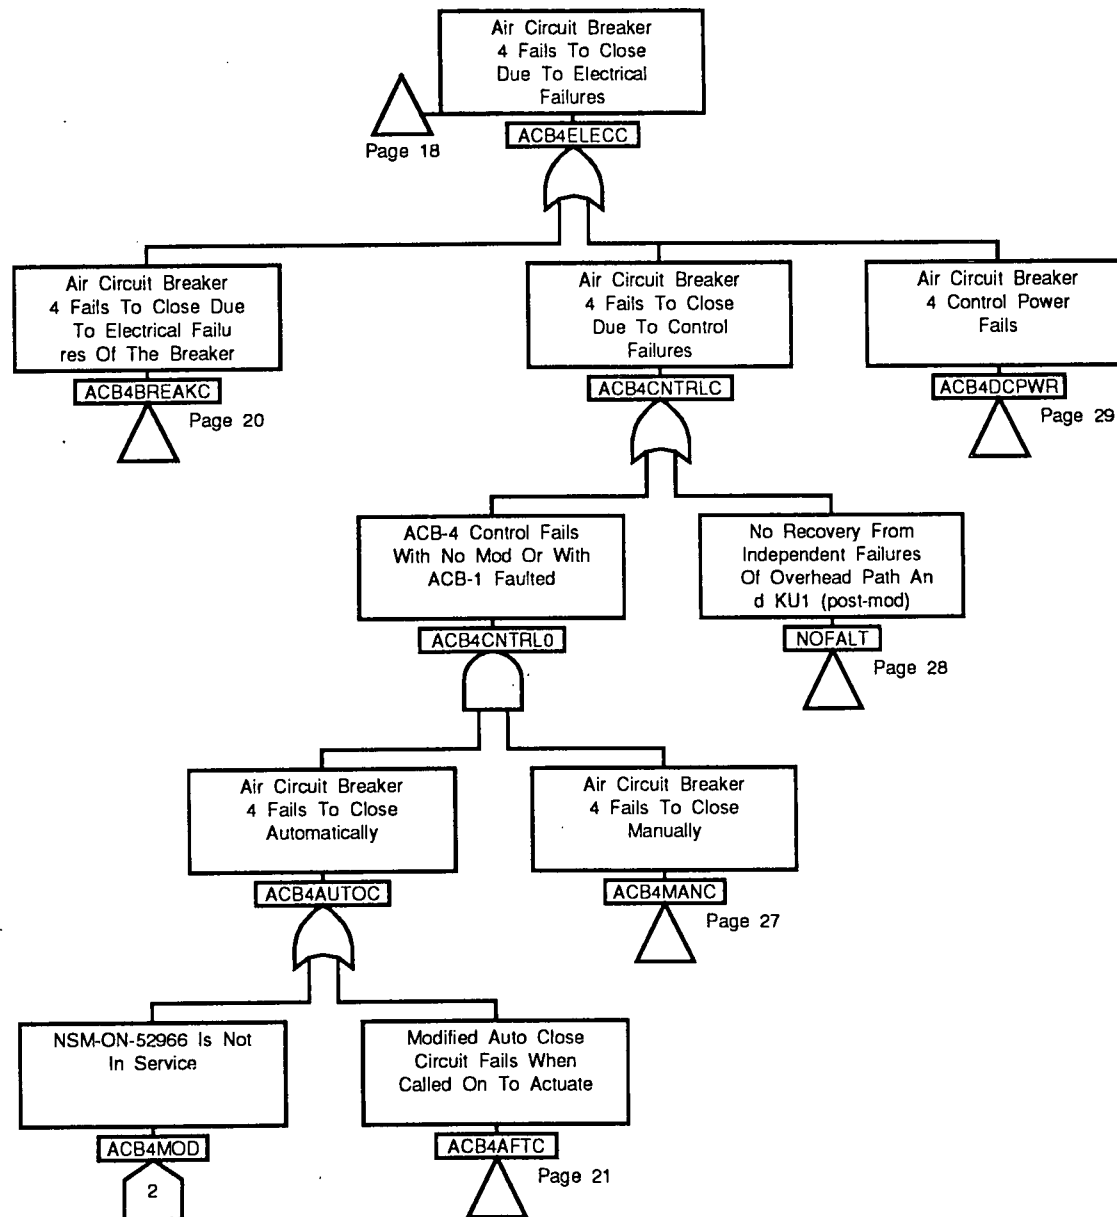 Air Circuit Breaker
4 Fails To Close
Due To Electrical
Failures
Page 18
ACB4ELECC
Air Circuit Breaker
4 Fails To Close Due
To Electrical Failu
res Of The Breaker
ACB4BREAKC
Page 20
Air Circuit Breaker
4 Fails To Close
Due To Control
Failures
ACB4CNTRLC
Air Circuit Breaker
4 Control Power
Fails
ACB4DCPWR
Page 29
ACB-4 Control Fails
With No Mod Or With
ACB-1 Faulted
ACB4CNTRL0
No Recovery From
Independent Failures
Of Overhead Path An
d KU1 (post-mod)
NOFALT
Page 28
Air Circuit Breaker
4 Fails To Close
Automatically
ACB4AUTOC
Air Circuit Breaker
4 Fails To Close
Manually
ACB4MANC
Page 27
NSM-ON-52966 Is Not
In Service
ACB4MOD
2
Modified Auto Close
Circuit Fails When
Called On To Actuate
ACB4AFTC
Page 21